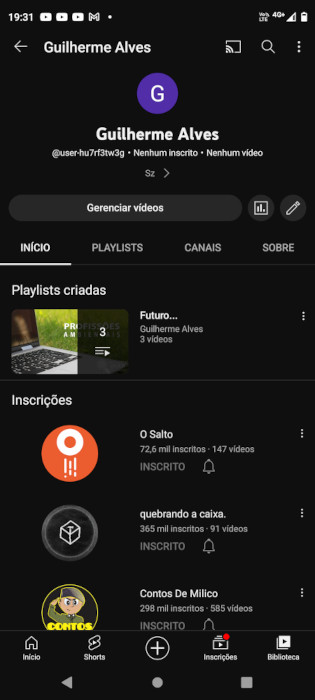 19:31
VoLTE 4G+
Guilherme Alves
G
Guilherme Alves
@user-hu7rf3tw3g • Nenhum inscrito • Nenhum vídeo
Sz
Gerenciar vídeos
INÍCIO PLAYLISTS CANAIS SOBRE
Playlists criadas
PROFISSÕES
AMBIENTAIS
3
Futuro...
Guilherme Alves
3 vídeos
Inscrições
O Salto
72,6 mil inscritos · 147 vídeos
INSCRITO
quebrando a caixa.
365 mil inscritos · 91 vídeos
INSCRITO
CONTOS
Contos De Milico
298 mil inscritos · 585 vídeos
INSCRITO
Início Shorts Inscrições Biblioteca